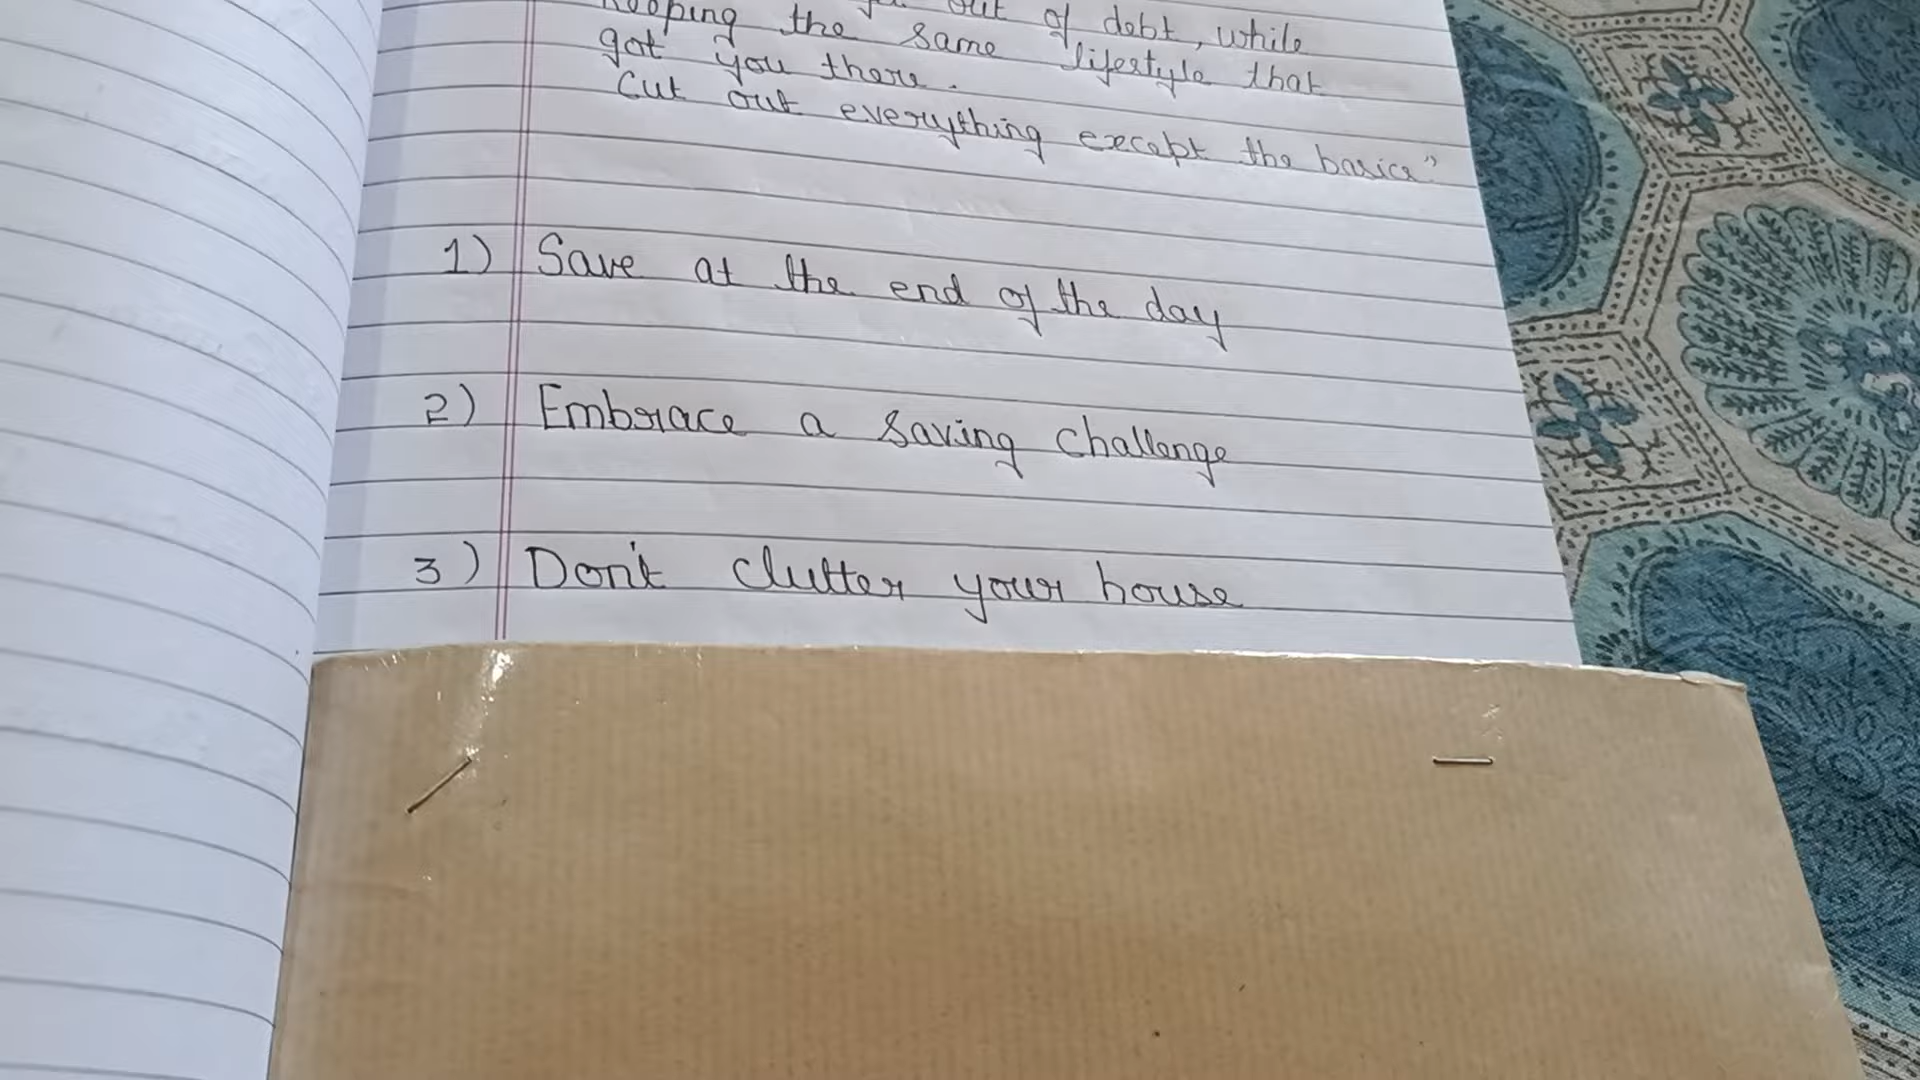 out of debt, while
Keeping the same lifestyle that
got you there.
Cut out everything except the basics"
1) Save at the end of the day
2) Embrace a saving challenge
3) Don't clutter your house